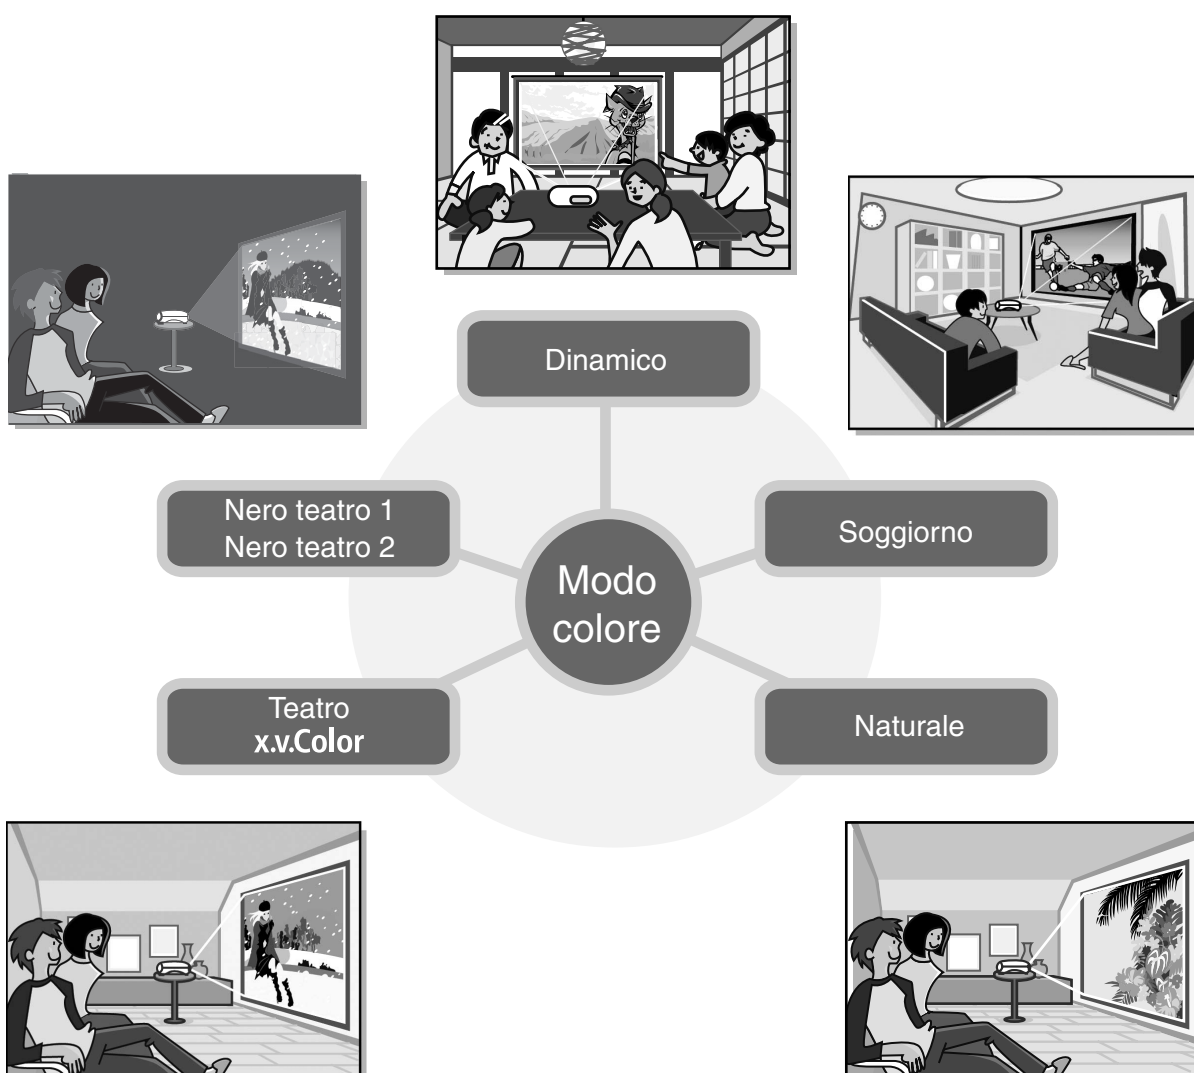 Dinamico
Nero teatro 1
Nero teatro 2
Soggiorno
Modo
colore
Teatro
x.v.Color
Naturale